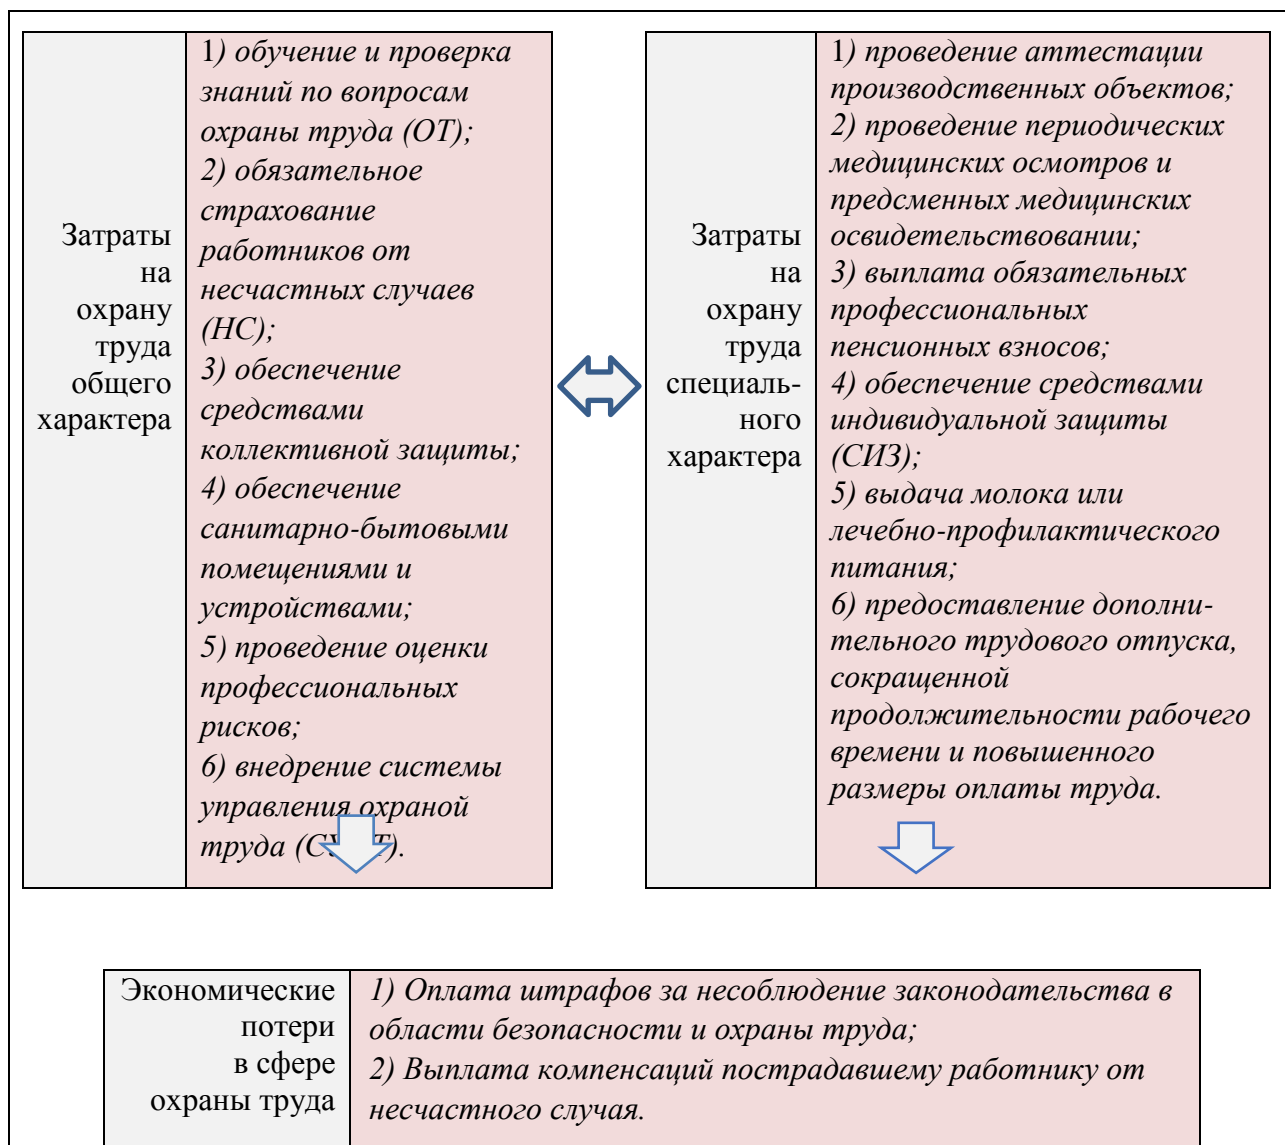 Затраты
на
охрану
труда
общего
характера
1) обучение и проверка
знаний по вопросам
охраны труда (ОТ);
2) обязательное
страхование
работников от
несчастных случаев
(НС);
3) обеспечение
средствами
коллективной защиты;
4) обеспечение
санитарно-бытовыми
помещениями и
устройствами;
5) проведение оценки
профессиональных
рисков;
6) внедрение системы
управления охраной
труда
Затраты
на
охрану
труда
специаль-
ного
характера
1) проведение аттестации
производственных объектов;
2) проведение периодических
медицинских осмотров и
предсменных медицинских
освидетельствовании;
3) выплата обязательных
профессиональных
пенсионных взносов;
4) обеспечение средствами
индивидуальной защиты
(СИЗ);
5) выдача молока или
лечебно-профилактического
питания;
6) предоставление дополни-
тельного трудового отпуска,
сокращенной
продолжительности рабочего
времени и повышенного
размеры оплаты труда.
Экономические
потери
в сфере
охраны труда
1) Оплата штрафов за несоблюдение законодательства в
области безопасности и охраны труда;
2) Выплата компенсаций пострадавшему работнику от
несчастного случая.